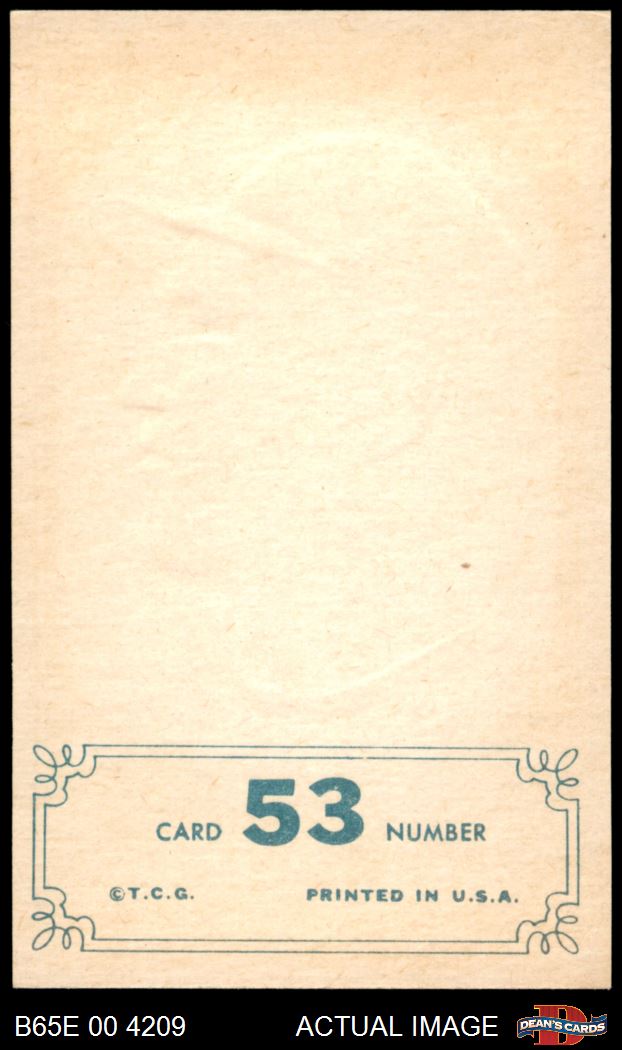 CARD 53 NUMBER
©T.C.G. PRINTED IN U.S.A.
B65E 00 4209 ACTUAL IMAGE DEAN'S CARDS